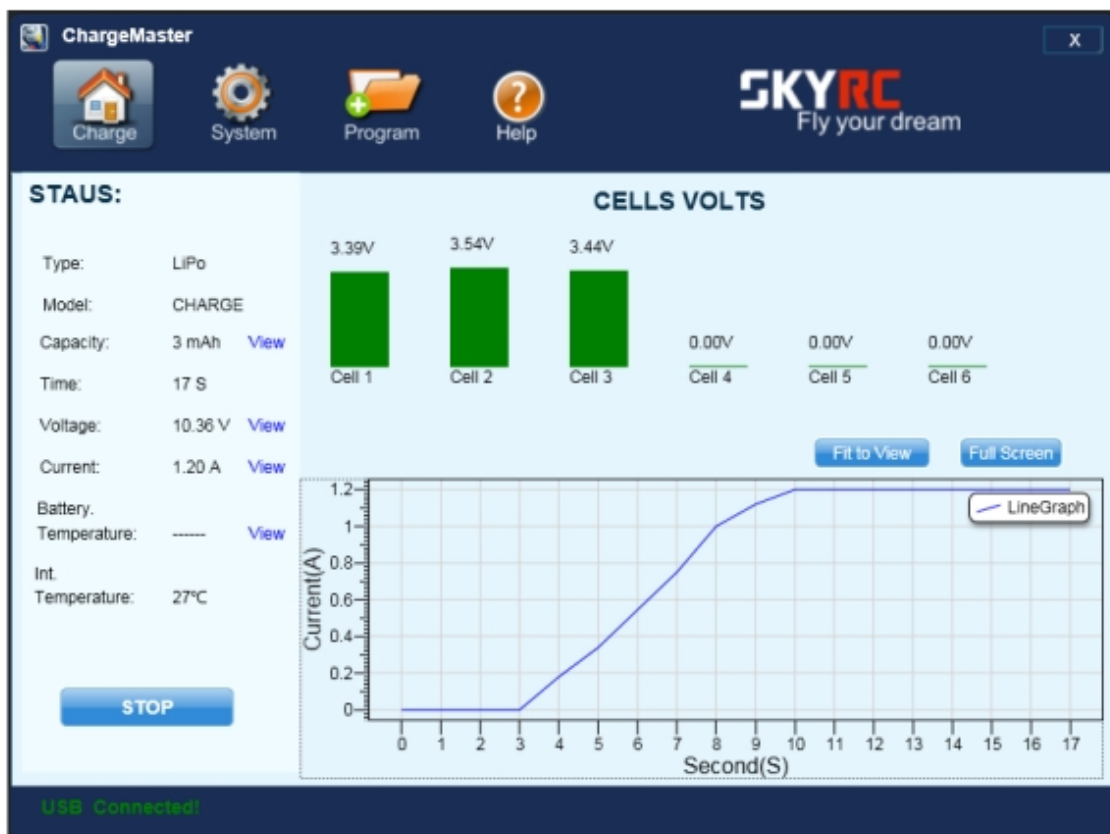 ChargeMaster
X
Charge System Program Help
SKYRC
Fly your dream
STAUS:
Type: LiPo
Model: CHARGE
Capacity: 3 mAh View
Time: 17 S
Voltage: 10.36 V View
Current: 1.20 A View
Battery.
Temperature: ------ View
Int.
Temperature: 27℃
STOP
CELLS VOLTS
3.39V 3.54V 3.44V 0.00V 0.00V 0.00V
Cell 1 Cell 2 Cell 3 Cell 4 Cell 5 Cell 6
Fit to View Full Screen
LineGraph
Current(A)
1.2
1
0.8
0.6
0.4
0.2
0
0 1 2 3 4 5 6 7 8 9 10 11 12 13 14 15 16 17
Second(S)
USB Connected!